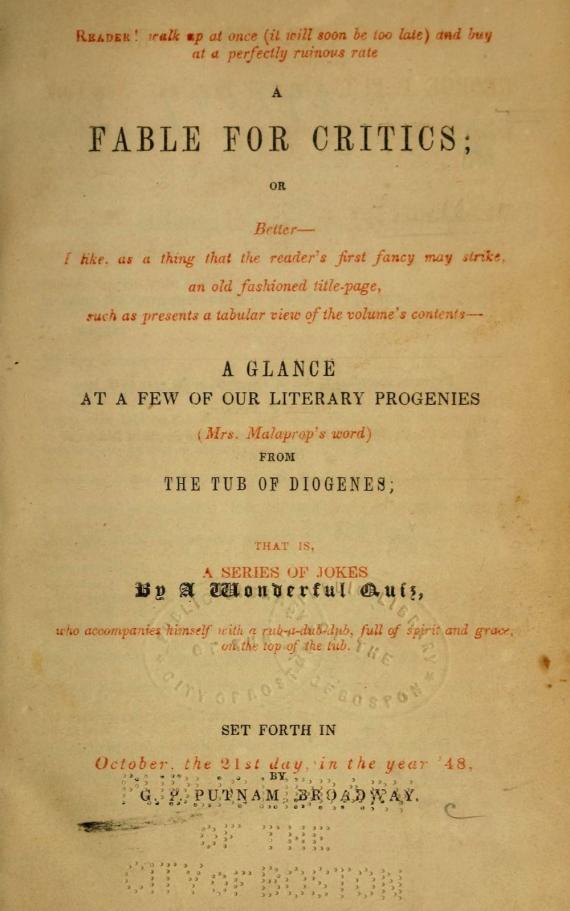 READER! walk up at once (it will soon be too late) and buy
at a perfectly ruinous rate
A
FABLE FOR CRITICS;
OR
Better—
I like, as a thing that the reader's first fancy may strike,
an old fashioned title-page,
such as presents a tabular view of the volume's contents—
A GLANCE
AT A FEW OF OUR LITERARY PROGENIES
(Mrs. Malaprop's word)
FROM
THE TUB OF DIOGENES;
THAT IS,
A SERIES OF JOKES
By A Wonderful Quiz,
who accompanies himself with a rub-a-dub-dub, full of spirit and grace,
on the top of the tub.
SET FORTH IN
October, the 21st day, in the year '48,
BY
G. P. PUTNAM, BROADWAY.
OF THE
CITY OF BOSTON